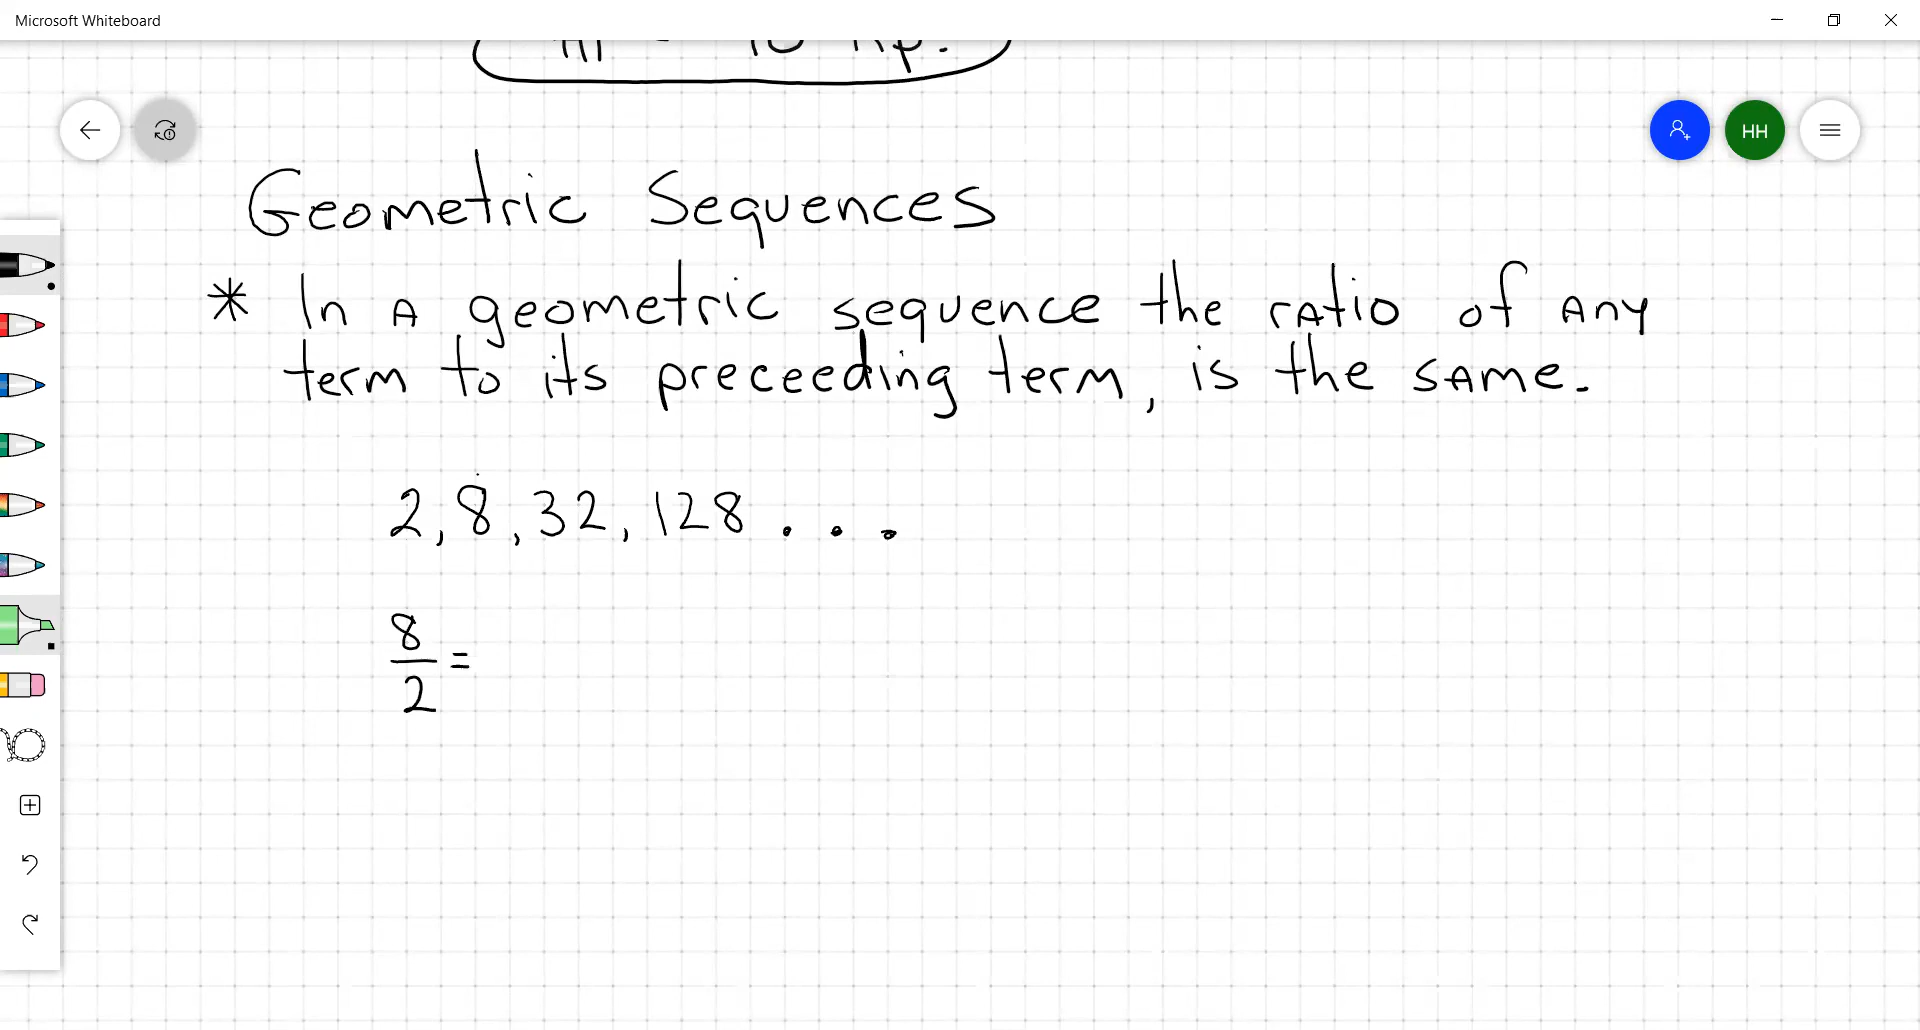 Microsoft Whiteboard
HH
Geometric Sequences
* In A geometric sequence the ratio of Any
term to its preceeding term, is the same.
2, 8, 32, 128 . . .
8
—
2 =